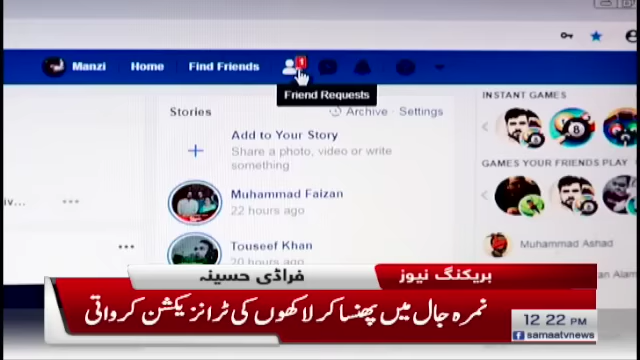 Manzi Home Find Friends 1
Friend Requests
Stories Archive · Settings
Add to Your Story
Share a photo, video or write
something
Muhammad Faizan
22 hours ago
Touseef Khan
20 hours ago
INSTANT GAMES
GAMES YOUR FRIENDS PLAY
Muhammad Ashad
بریکنگ نیوز
فراڈی حسینہ
نمرہ جال میں پھنسا کر لاکھوں کی ٹرانزیکشن کرواتی
12 22 PM
samaatvnews